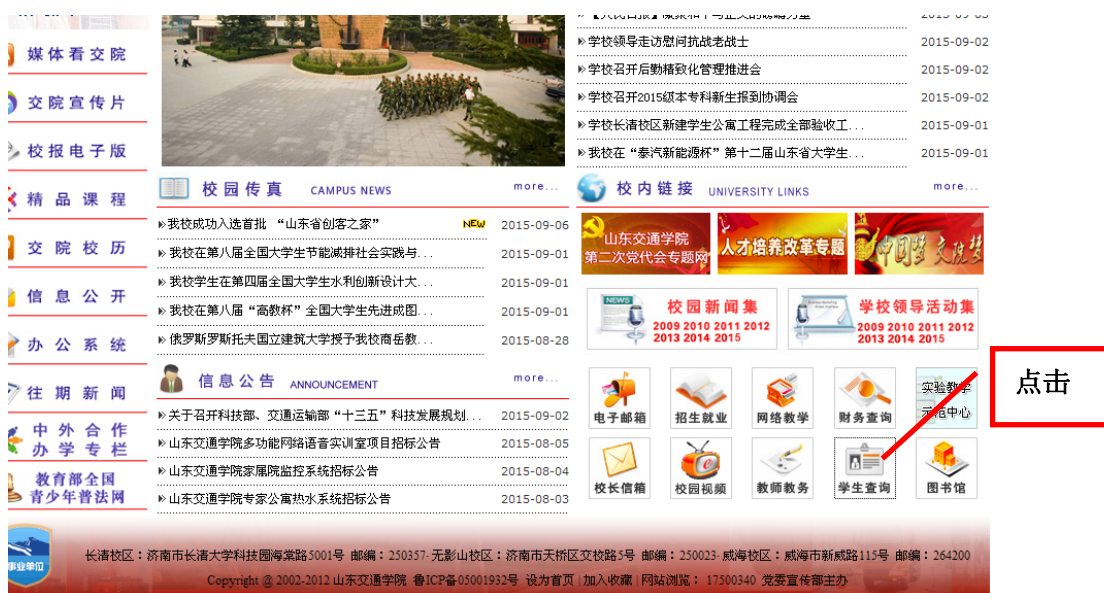 媒体看交院
交院宣传片
校报电子版
精品课程
交院校历
信息公开
办公系统
往期新闻
中外合作
办学专栏
教育部全国
青少年普法网
学校领导走访慰问抗战老战士 2015-09-02
学校召开后勤精致化管理推进会 2015-09-02
学校召开2015级本专科新生报到协调会 2015-09-02
学校长清校区新建学生公寓工程完成全部验收工... 2015-09-01
我校在“泰汽新能源杯”第十二届山东省大学生... 2015-09-01
校园传真 CAMPUS NEWS more...
我校成功入选首批 “山东省创客之家” NEW 2015-09-06
我校在第八届全国大学生节能减排社会实践与... 2015-09-01
我校学生在第四届全国大学生水利创新设计大... 2015-09-01
我校在第八届“高教杯”全国大学生先进成图... 2015-09-01
俄罗斯罗斯托夫国立建筑大学授予我校商岳教... 2015-08-28
信息公告 ANNOUNCEMENT more...
关于召开科技部、交通运输部“十三五”科技发展规划... 2015-09-02
山东交通学院多功能网络语音实训室项目招标公告 2015-08-05
山东交通学院家属院监控系统招标公告 2015-08-04
山东交通学院专家公寓热水系统招标公告 2015-08-03
校内链接 UNIVERSITY LINKS more...
山东交通学院
第二次党代会专题网
人才培养改革专题
中国梦 交院梦
NEWS 校园新闻集
2009 2010 2011 2012
2013 2014 2015
学校领导活动集
2009 2010 2011 2012
2013 2014 2015
电子邮箱 招生就业 网络教学 财务查询 实验教学
示范中心
校长信箱 校园视频 教师教务 学生查询 图书馆
点击
事业单位
长清校区：济南市长清大学科技园海棠路5001号 邮编：250357·无影山校区：济南市天桥区交校路5号 邮编：250023·威海校区：威海市新威路115号 邮编：264200
Copyright @ 2002-2012 山东交通学院 鲁ICP备05001932号 设为首页 | 加入收藏 | 网站浏览： 17500340 党委宣传部主办